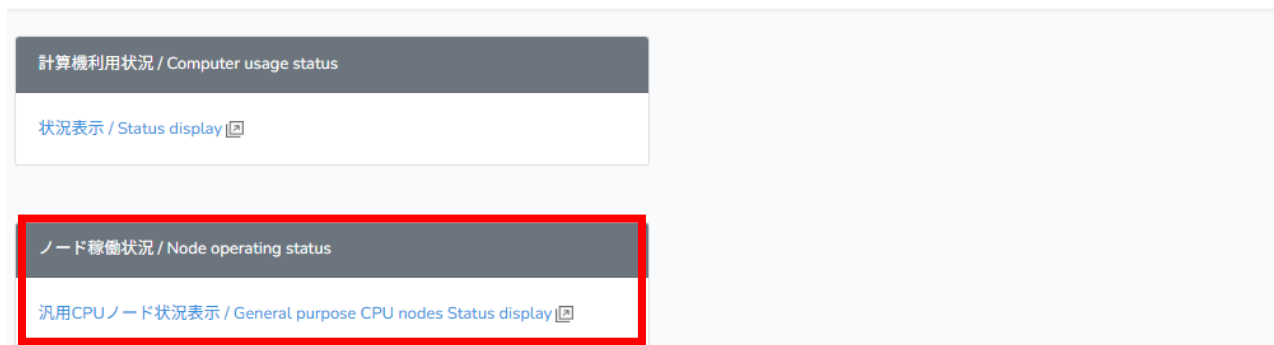 計算機利用状況 / Computer usage status
状況表示 / Status display
ノード稼働状況 / Node operating status
汎用CPUノード状況表示 / General purpose CPU nodes Status display